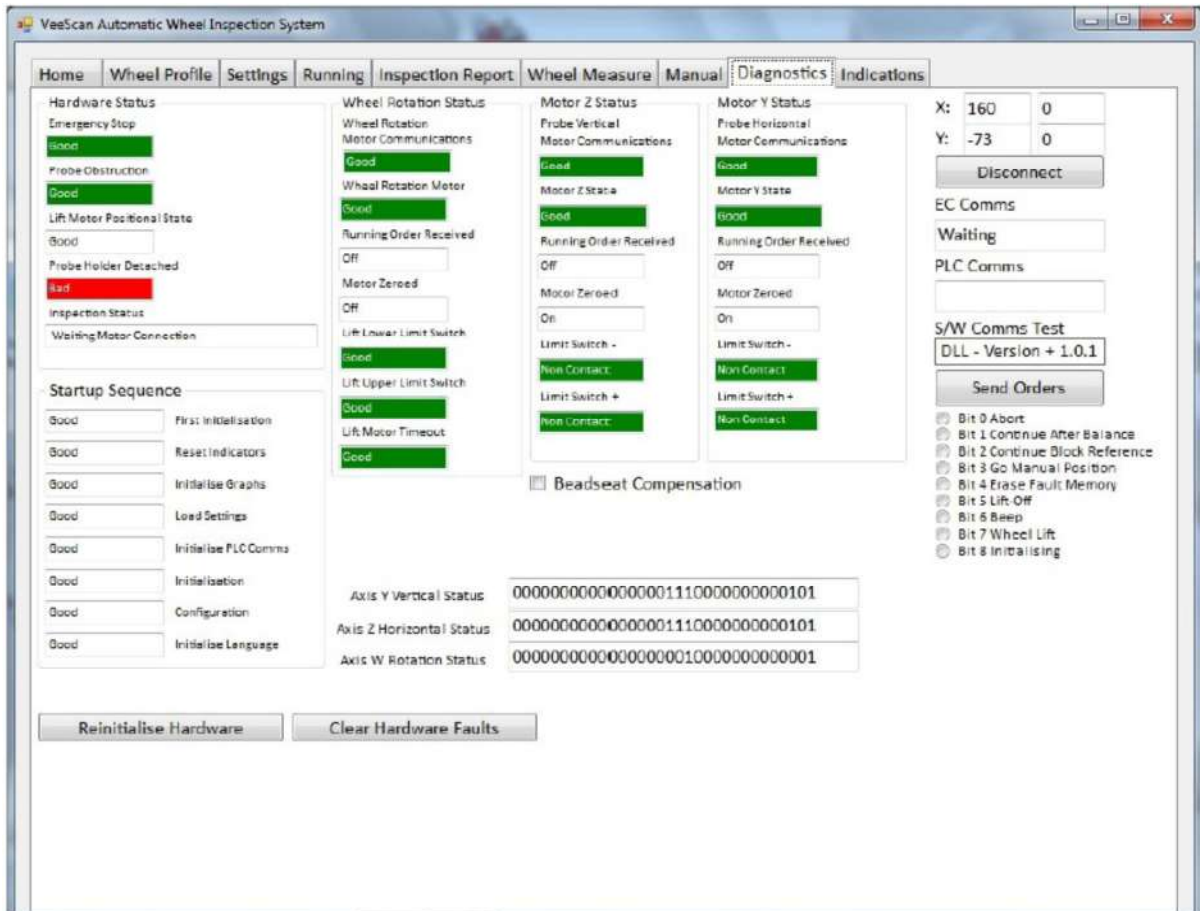 VeeScan Automatic Wheel Inspection System
Home Wheel Profile Settings Running Inspection Report Wheel Measure Manual Diagnostics Indications
Hardware Status
Emergency Stop
Good
Probe Obstruction
Good
Lift Motor Positional State
Good
Probe Holder Detached
Bad
Inspection Status
Waiting Motor Connection
Startup Sequence
Good First Initialisation
Good Reset Indicators
Good Initialise Graphs
Good Load Settings
Good Initialise PLC Comms
Good Initialisation
Good Configuration
Good Initialise Language
Wheel Rotation Status
Wheel Rotation
Motor Communications
Good
Wheel Rotation Motor
Good
Running Order Received
Off
Motor Zeroed
Off
Lift Lower Limit Switch
Good
Lift Upper Limit Switch
Good
Lift Motor Timeout
Good
Motor Z Status
Probe Vertical
Motor Communications
Good
Motor Z State
Good
Running Order Received
Off
Motor Zeroed
On
Limit Switch -
Non Contact
Limit Switch +
Non Contact
Motor Y Status
Probe Horizontal
Motor Communications
Good
Motor Y State
Good
Running Order Received
Off
Motor Zeroed
On
Limit Switch -
Non Contact
Limit Switch +
Non Contact
Beadseat Compensation
Axis Y Vertical Status 00000000000000001110000000000101
Axis Z Horizontal Status 00000000000000001110000000000101
Axis W Rotation Status 00000000000000000010000000000001
X: 160 0
Y: -73 0
Disconnect
EC Comms
Waiting
PLC Comms
S/W Comms Test
DLL - Version + 1.0.1
Send Orders
Bit 0 Abort
Bit 1 Continue After Balance
Bit 2 Continue Block Reference
Bit 3 Go Manual Position
Bit 4 Erase Fault Memory
Bit 5 Lift-Off
Bit 6 Beep
Bit 7 Wheel Lift
Bit 8 Initialising
Reinitialise Hardware Clear Hardware Faults